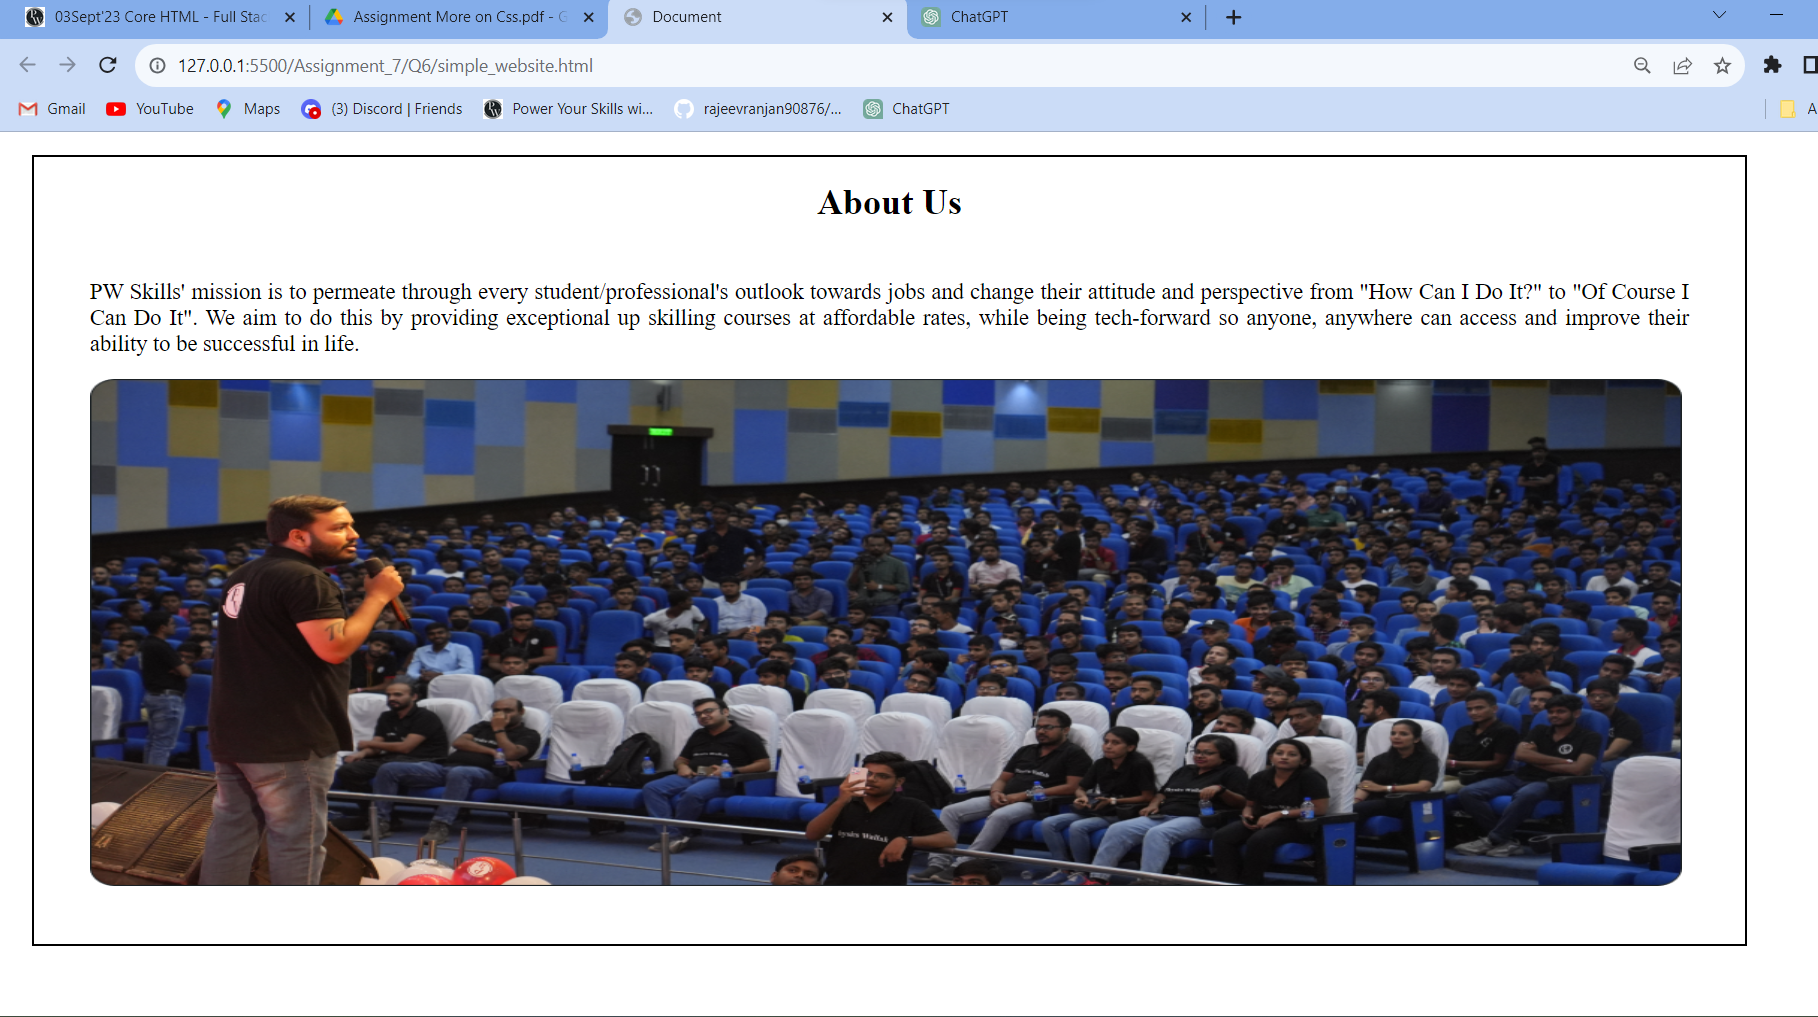 03Sept'23 Core HTML - Full Stac
Assignment More on Css.pdf - G
Document
ChatGPT
127.0.0.1:5500/Assignment_7/Q6/simple_website.html
Gmail
YouTube
Maps
(3) Discord | Friends
Power Your Skills wi...
rajeevranjan90876/...
ChatGPT
A
About Us
PW Skills' mission is to permeate through every student/professional's outlook towards jobs and change their attitude and perspective from "How Can I Do It?" to "Of Course I
Can Do It". We aim to do this by providing exceptional up skilling courses at affordable rates, while being tech-forward so anyone, anywhere can access and improve their
ability to be successful in life.